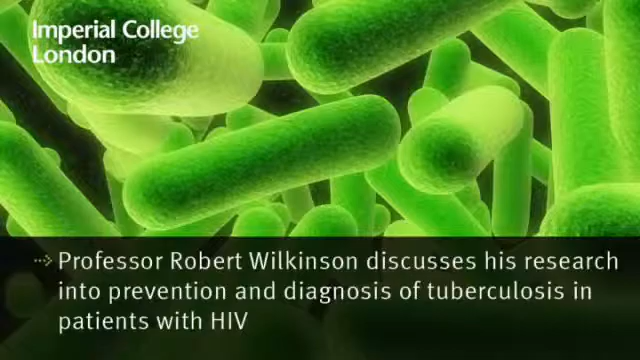 Imperial College
London
Professor Robert Wilkinson discusses his research
into prevention and diagnosis of tuberculosis in
patients with HIV